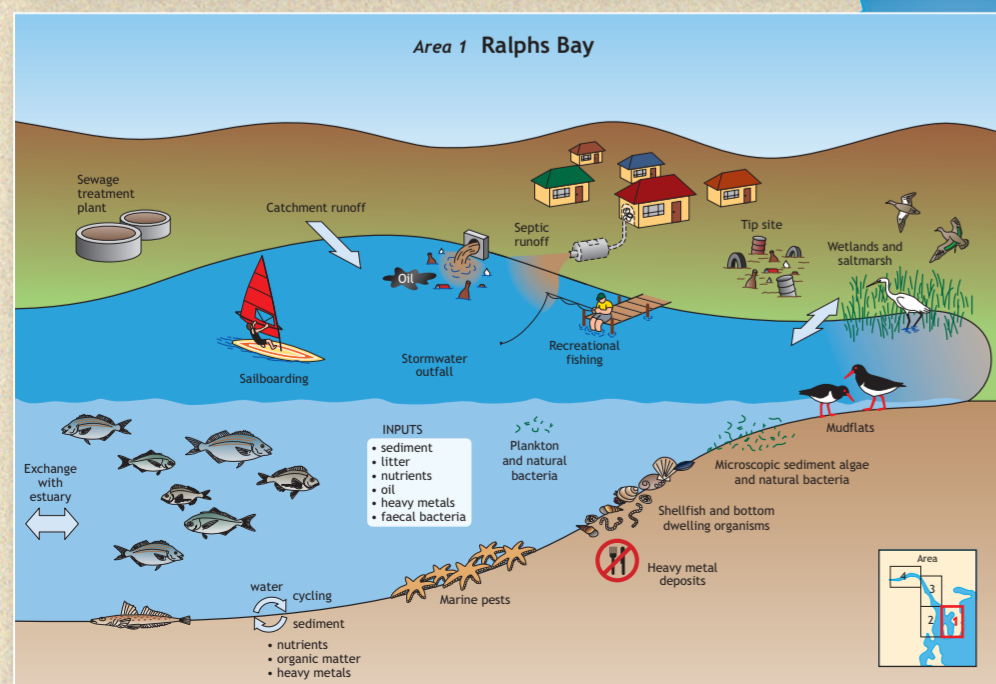 Area 1 Ralphs Bay
Sewage
treatment
plant
Catchment runoff
Septic
runoff
Tip site
Wetlands and
saltmarsh
Oil
Sailboarding
Stormwater
outfall
Recreational
fishing
Mudflats
Exchange
with
estuary
INPUTS
• sediment
• litter
• nutrients
• oil
• heavy metals
• faecal bacteria
Plankton
and natural
bacteria
Microscopic sediment algae
and natural bacteria
Shellfish and bottom
dwelling organisms
Heavy metal
deposits
Marine pests
water
cycling
sediment
• nutrients
• organic matter
• heavy metals
Area
4
3
2
1